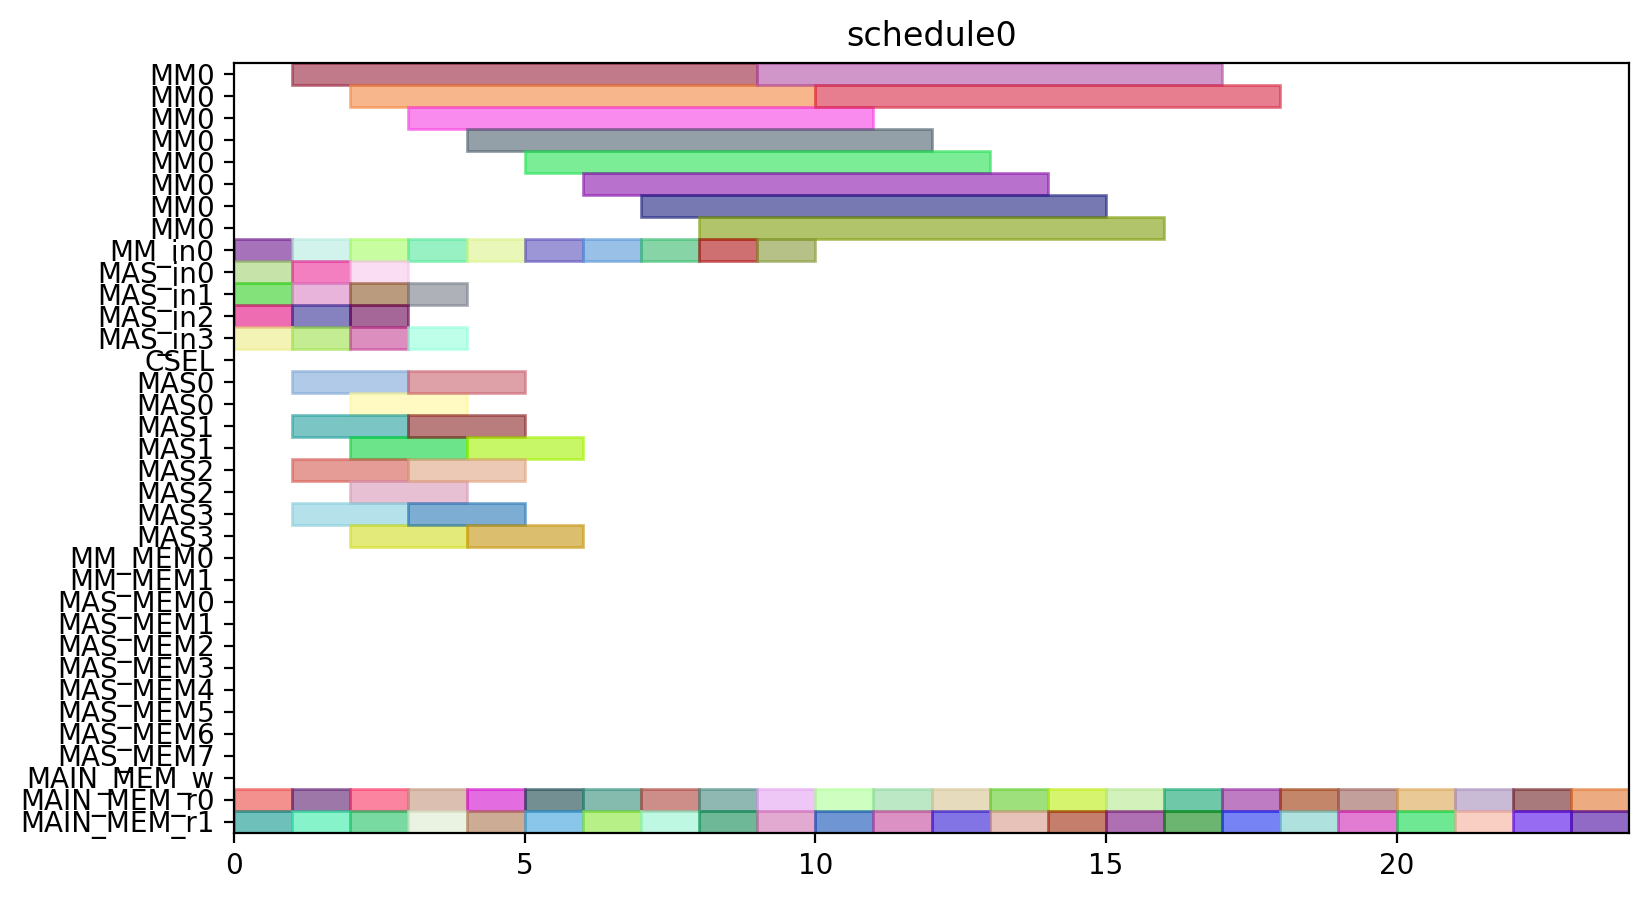 schedule0
MM0
MM0
MM0
MM0
MM0
MM0
MM0
MM0
MM_in0
MAS_in0
MAS_in1
MAS_in2
MAS_in3
CSEL
MAS0
MAS0
MAS1
MAS1
MAS2
MAS2
MAS3
MAS3
MM_MEM0
MM_MEM1
MAS_MEM0
MAS_MEM1
MAS_MEM2
MAS_MEM3
MAS_MEM4
MAS_MEM5
MAS_MEM6
MAS_MEM7
MAIN_MEM_w
MAIN_MEM_r0
MAIN_MEM_r1
0 5 10 15 20